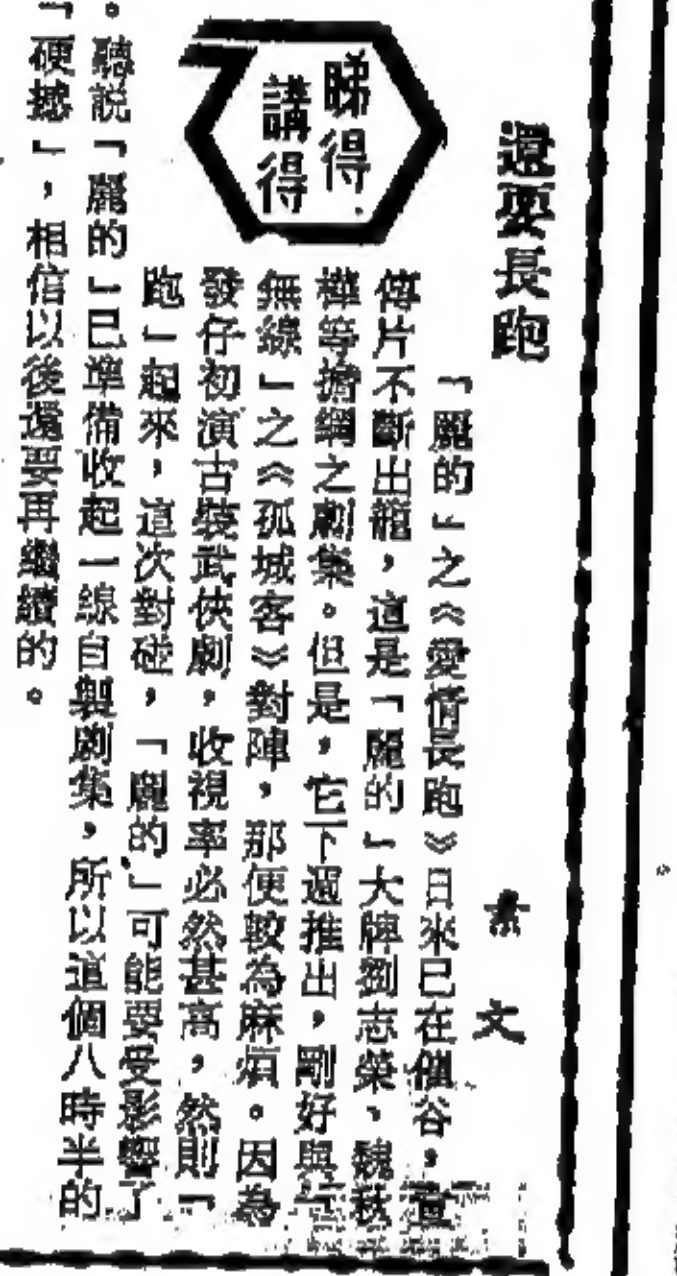 還要長跑
素文
睇得
講得
「麗的」之《愛情長跑》日來已在催谷，宣
傳片不斷出籠，這是「麗的」大牌劉志榮、魏秋
樺等擔綱之劇集。但是，它下週推出，剛好與「
無線」之《孤城客》對陣，那便較為麻煩。因為
發仔初演古裝武俠劇，收視率必然甚高，然則「
跑」起來，這次對碰，「麗的」可能要受影響了
。聽說「麗的」已準備收起一線自製劇集，所以這個八時半的
「硬撼」，相信以後還要再繼續的。